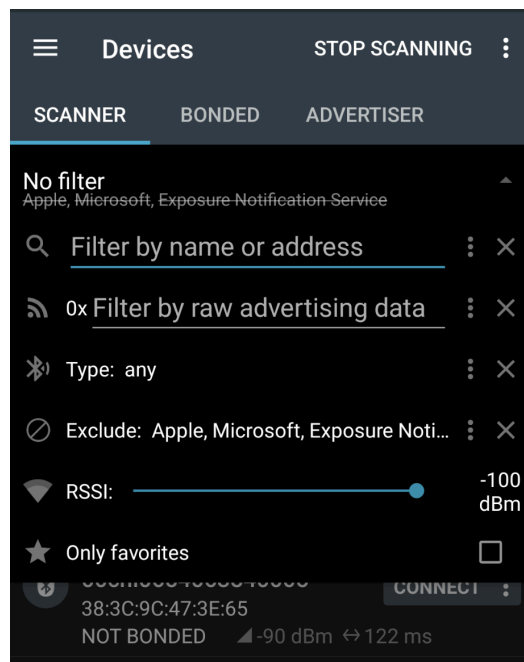 Devices
STOP SCANNING
SCANNER
BONDED
ADVERTISER
No filter
Apple, Microsoft, Exposure Notification Service
Filter by name or address
0x Filter by raw advertising data
Type: any
Exclude: Apple, Microsoft, Exposure Noti...
RSSI:
-100
dBm
Only favorites
CONNECT
38:3C:9C:47:3E:65
NOT BONDED
-90 dBm
122 ms